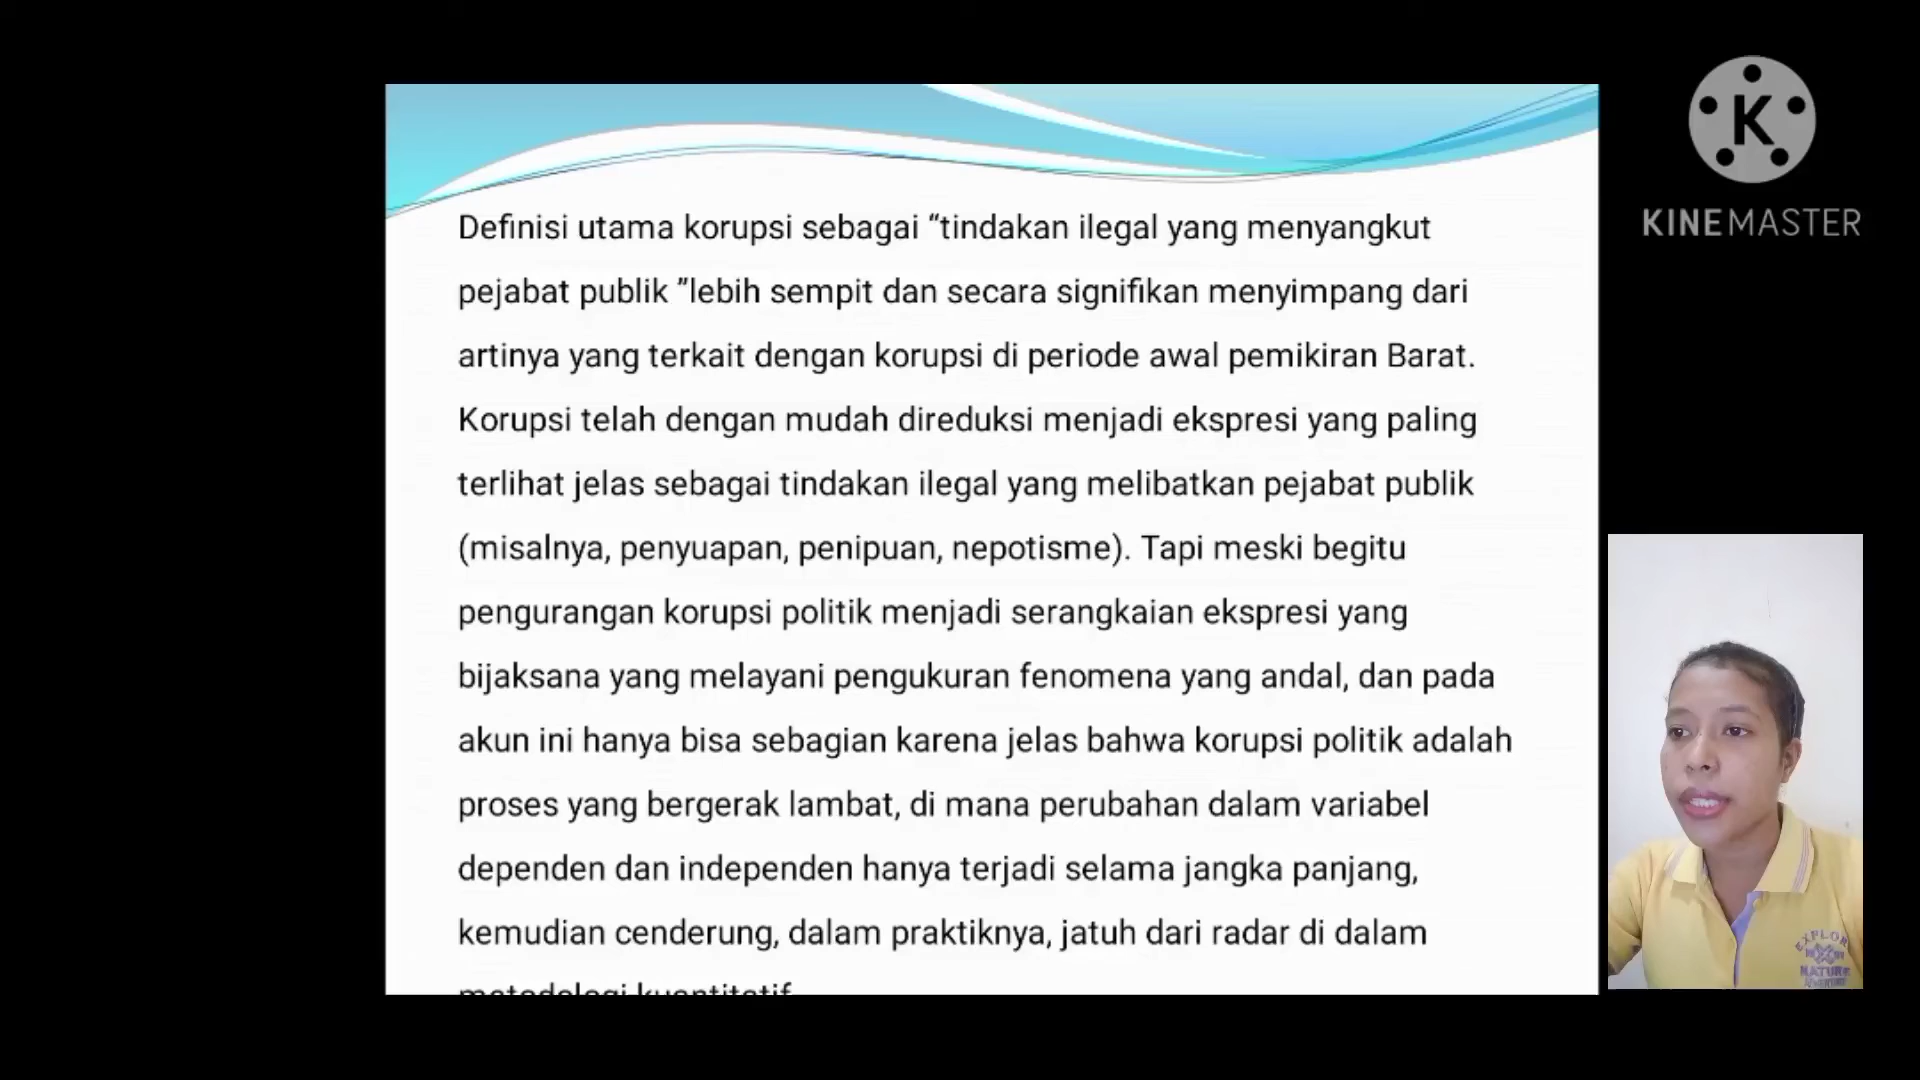 Definisi utama korupsi sebagai “tindakan ilegal yang menyangkut
pejabat publik ”lebih sempit dan secara signifikan menyimpang dari
artinya yang terkait dengan korupsi di periode awal pemikiran Barat.
Korupsi telah dengan mudah direduksi menjadi ekspresi yang paling
terlihat jelas sebagai tindakan ilegal yang melibatkan pejabat publik
(misalnya, penyuapan, penipuan, nepotisme). Tapi meski begitu
pengurangan korupsi politik menjadi serangkaian ekspresi yang
bijaksana yang melayani pengukuran fenomena yang andal, dan pada
akun ini hanya bisa sebagian karena jelas bahwa korupsi politik adalah
proses yang bergerak lambat, di mana perubahan dalam variabel
dependen dan independen hanya terjadi selama jangka panjang,
kemudian cenderung, dalam praktiknya, jatuh dari radar di dalam
metodologi kuantitatif
K
KINEMASTER
EXPLOR
NATURE